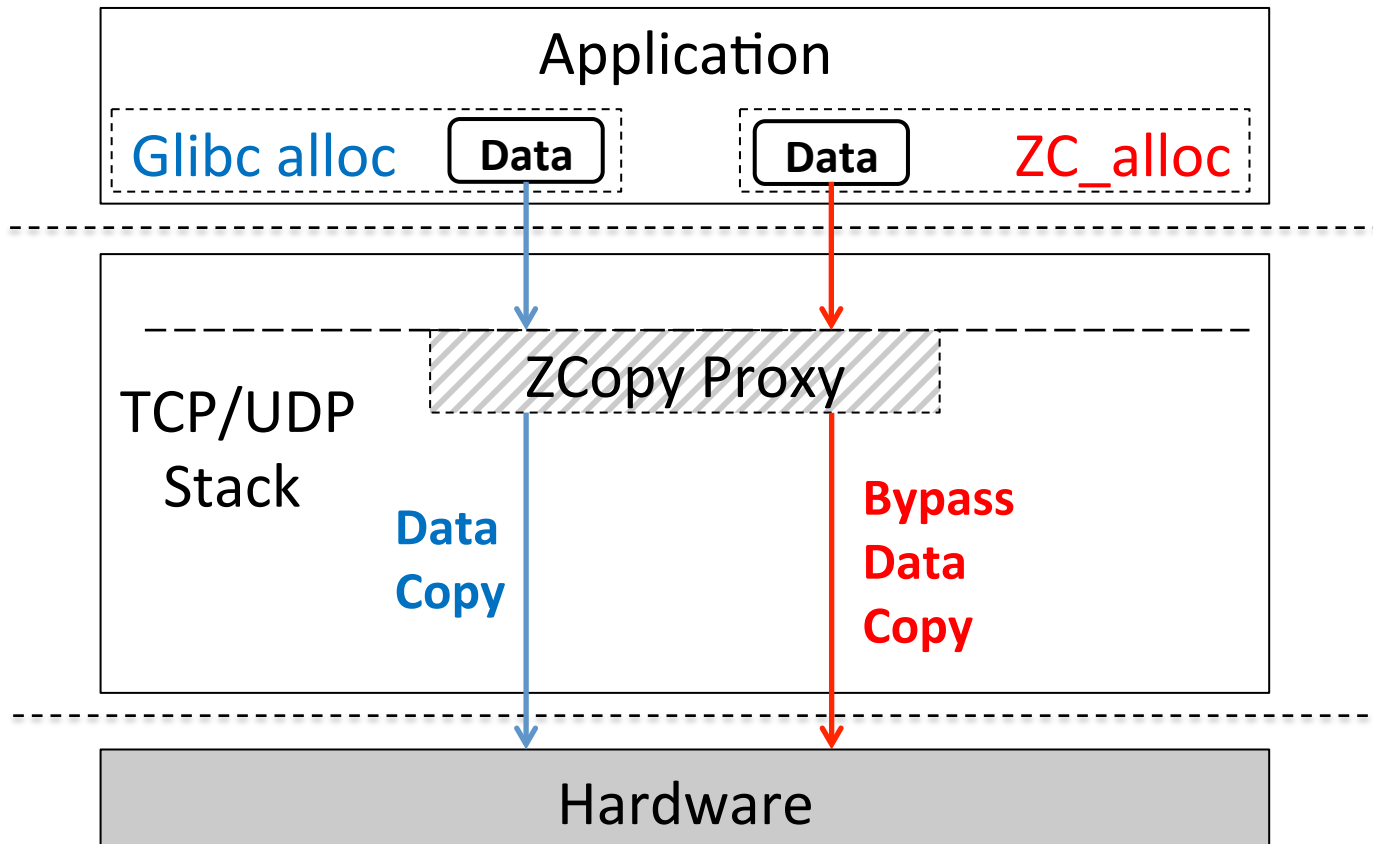 Application
Glibc alloc
Data
Data
ZC_alloc
ZCopy Proxy
TCP/UDP
Stack
Data
Copy
Bypass
Data
Copy
Hardware